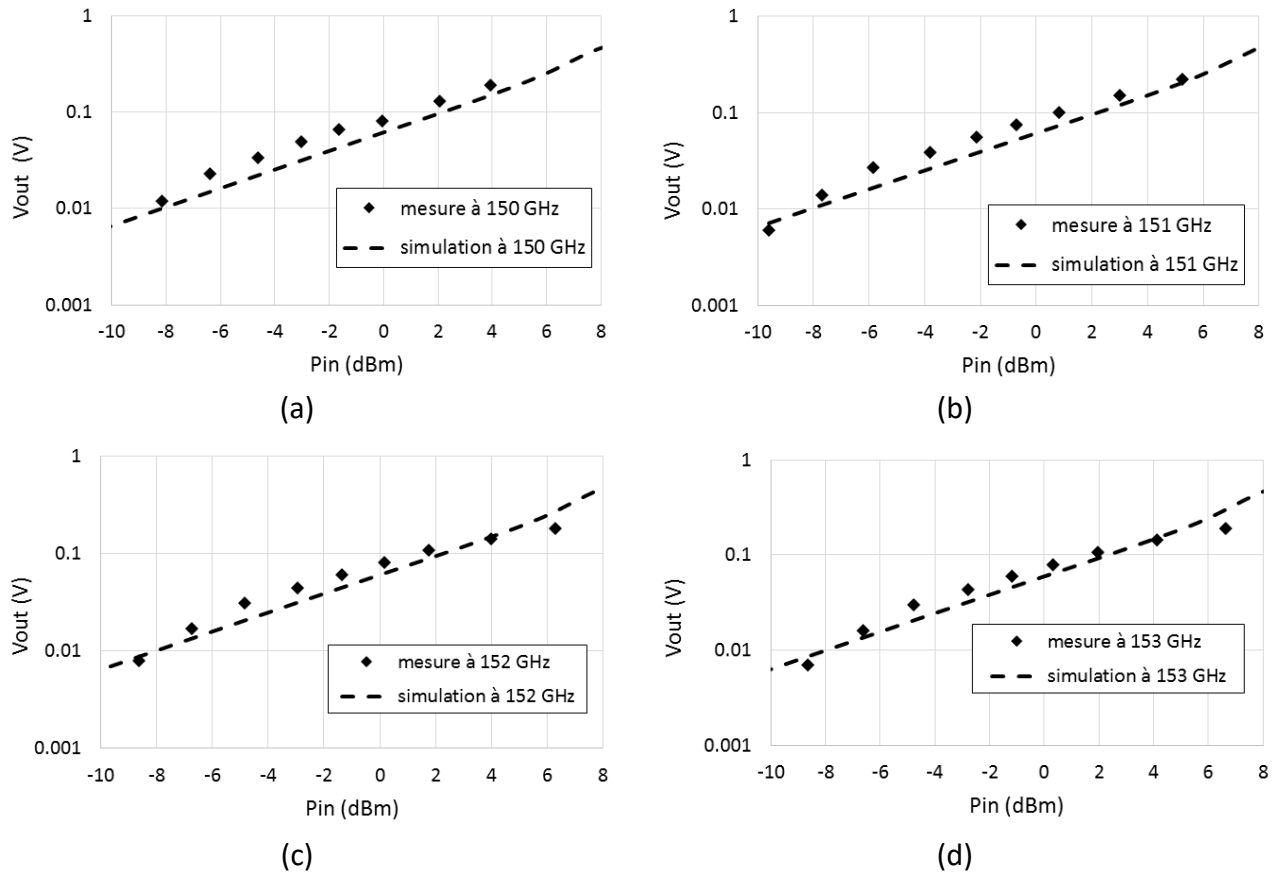 1
0.1
0.01
0.001
Vout (V)
-10 -8 -6 -4 -2 0 2 4 6 8
Pin (dBm)
mesure à 150 GHz
simulation à 150 GHz
(a)
1
0.1
0.01
0.001
Vout (V)
-10 -8 -6 -4 -2 0 2 4 6 8
Pin (dBm)
mesure à 151 GHz
simulation à 151 GHz
(b)
1
0.1
0.01
0.001
Vout (V)
-10 -8 -6 -4 -2 0 2 4 6 8
Pin (dBm)
mesure à 152 GHz
simulation à 152 GHz
(c)
1
0.1
0.01
0.001
Vout (V)
-10 -8 -6 -4 -2 0 2 4 6 8
Pin (dBm)
mesure à 153 GHz
simulation à 153 GHz
(d)